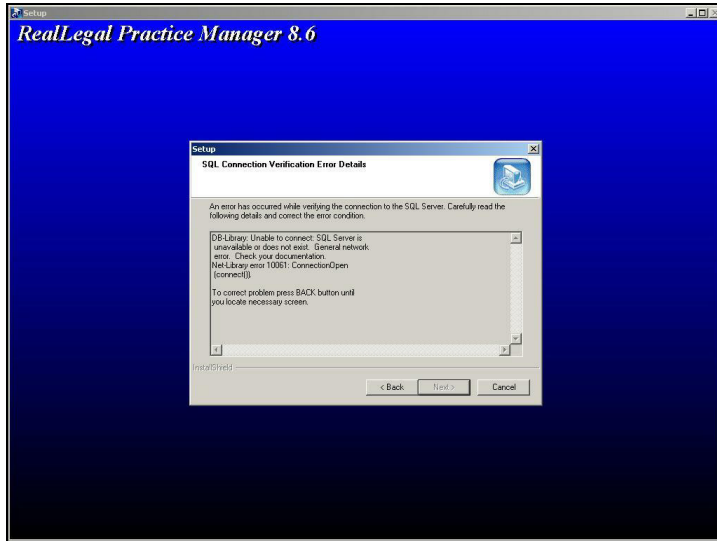 Setup
RealLegal Practice Manager 8.6
Setup
SQL Connection Verification Error Details
An error has occurred while verifying the connection to the SQL Server. Carefully read the
following details and correct the error condition.
DB-Library: Unable to connect: SQL Server is
unavailable or does not exist. General network
error. Check your documentation.
Net-Library error 10061: ConnectionOpen
(connect()).
To correct problem press BACK button until
you locate necessary screen.
InstallShield
< Back Next > Cancel